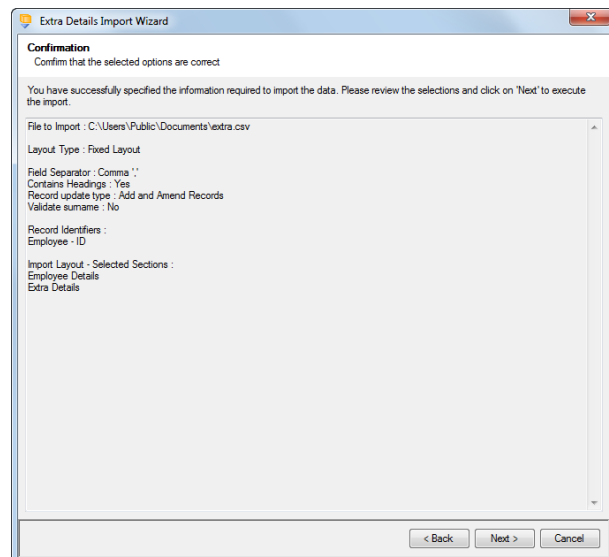 Extra Details Import Wizard
Confirmation
Comfirm that the selected options are correct
You have successfully specified the information required to import the data. Please review the selections and click on 'Next' to execute
the import.
File to Import : C:\Users\Public\Documents\extra.csv
Layout Type : Fixed Layout
Field Separator : Comma ','
Contains Headings : Yes
Record update type : Add and Amend Records
Validate surname : No
Record Identifiers :
Employee - ID
Import Layout - Selected Sections :
Employee Details
Extra Details
< Back Next > Cancel